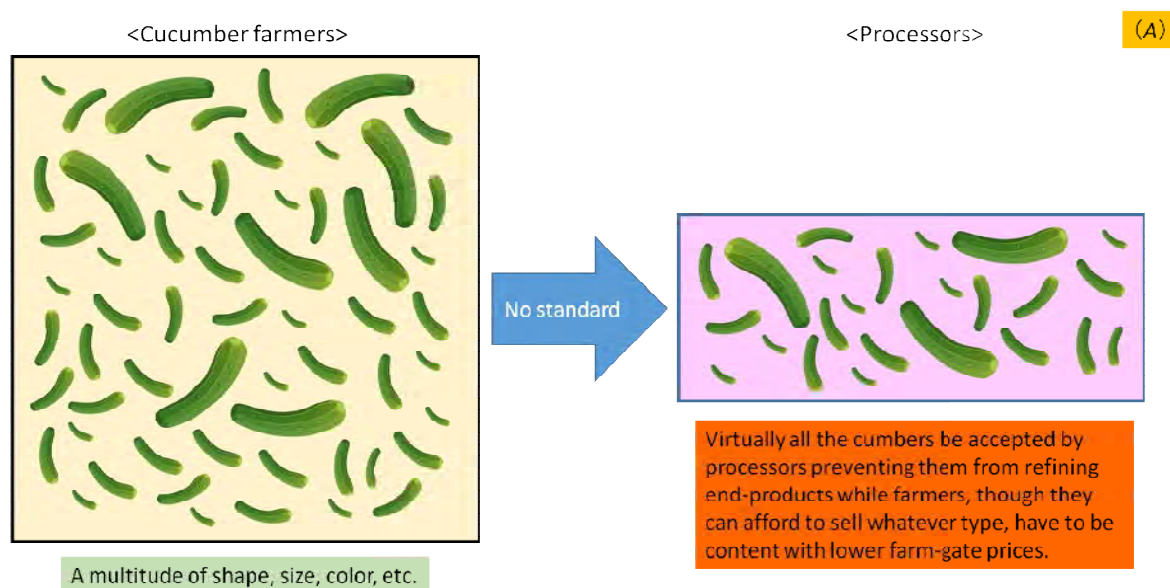 <Cucumber farmers>
<Processors>
(A)
No standard
Virtually all the cumbers be accepted by
processors preventing them from refining
end-products while farmers, though they
can afford to sell whatever type, have to be
content with lower farm-gate prices.
A multitude of shape, size, color, etc.